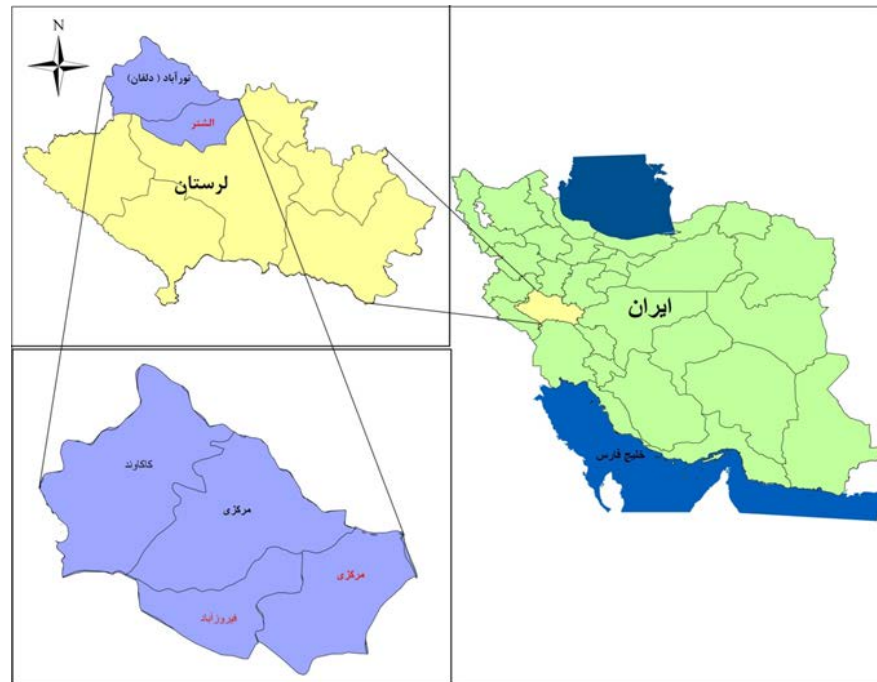 N
نورآباد ( دلفان)
الشتر
لرستان
ایران
خلیج فارس
کاکاوند
مرکزی
مرکزی
فیروزآباد